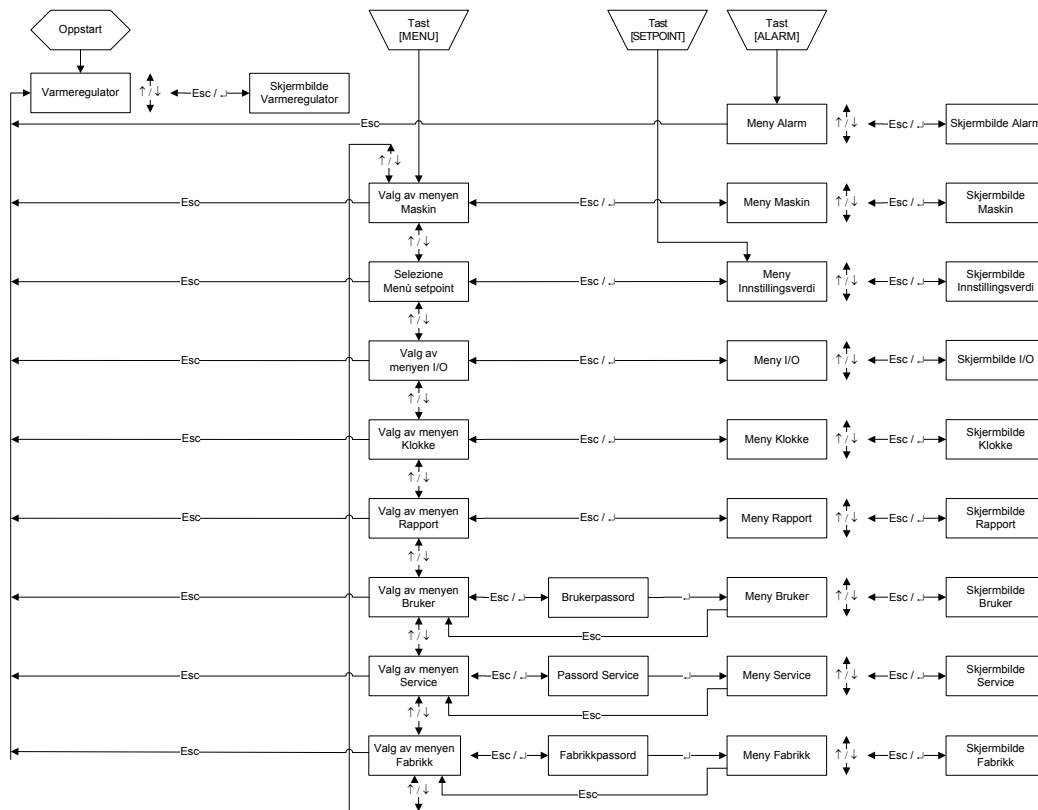 Oppstart
Tast
[MENU]
Tast
[SETPOINT]
Tast
[ALARM]
Varmeregulator
↑/↓
Esc / ↵
Skjermbilde
Varmeregulator
Esc
Meny Alarm
↑/↓
Esc / ↵
Skjermbilde Alarm
↑/↓
Esc
Valg av menyen
Maskin
Esc / ↵
Meny Maskin
↑/↓
Esc / ↵
Skjermbilde
Maskin
↑/↓
Esc
Selezione
Menù setpoint
Esc / ↵
Meny
Innstillingsverdi
↑/↓
Esc / ↵
Skjermbilde
Innstillingsverdi
↑/↓
Esc
Valg av
menyen I/O
Esc / ↵
Meny I/O
↑/↓
Esc / ↵
Skjermbilde I/O
↑/↓
Esc
Valg av menyen
Klokke
Esc / ↵
Meny Klokke
↑/↓
Esc / ↵
Skjermbilde
Klokke
↑/↓
Esc
Valg av menyen
Rapport
Esc / ↵
Meny Rapport
↑/↓
Esc / ↵
Skjermbilde
Rapport
↑/↓
Esc
Valg av menyen
Bruker
Esc / ↵
Brukerpassord
↵
Meny Bruker
↑/↓
Esc / ↵
Skjermbilde
Bruker
Esc
↑/↓
Esc
Valg av menyen
Service
Esc / ↵
Passord Service
↵
Meny Service
↑/↓
Esc / ↵
Skjermbilde
Service
Esc
↑/↓
Esc
Valg av menyen
Fabrikk
Esc / ↵
Fabrikkpassord
↵
Meny Fabrikk
↑/↓
Esc / ↵
Skjermbilde
Fabrikk
Esc
↑/↓